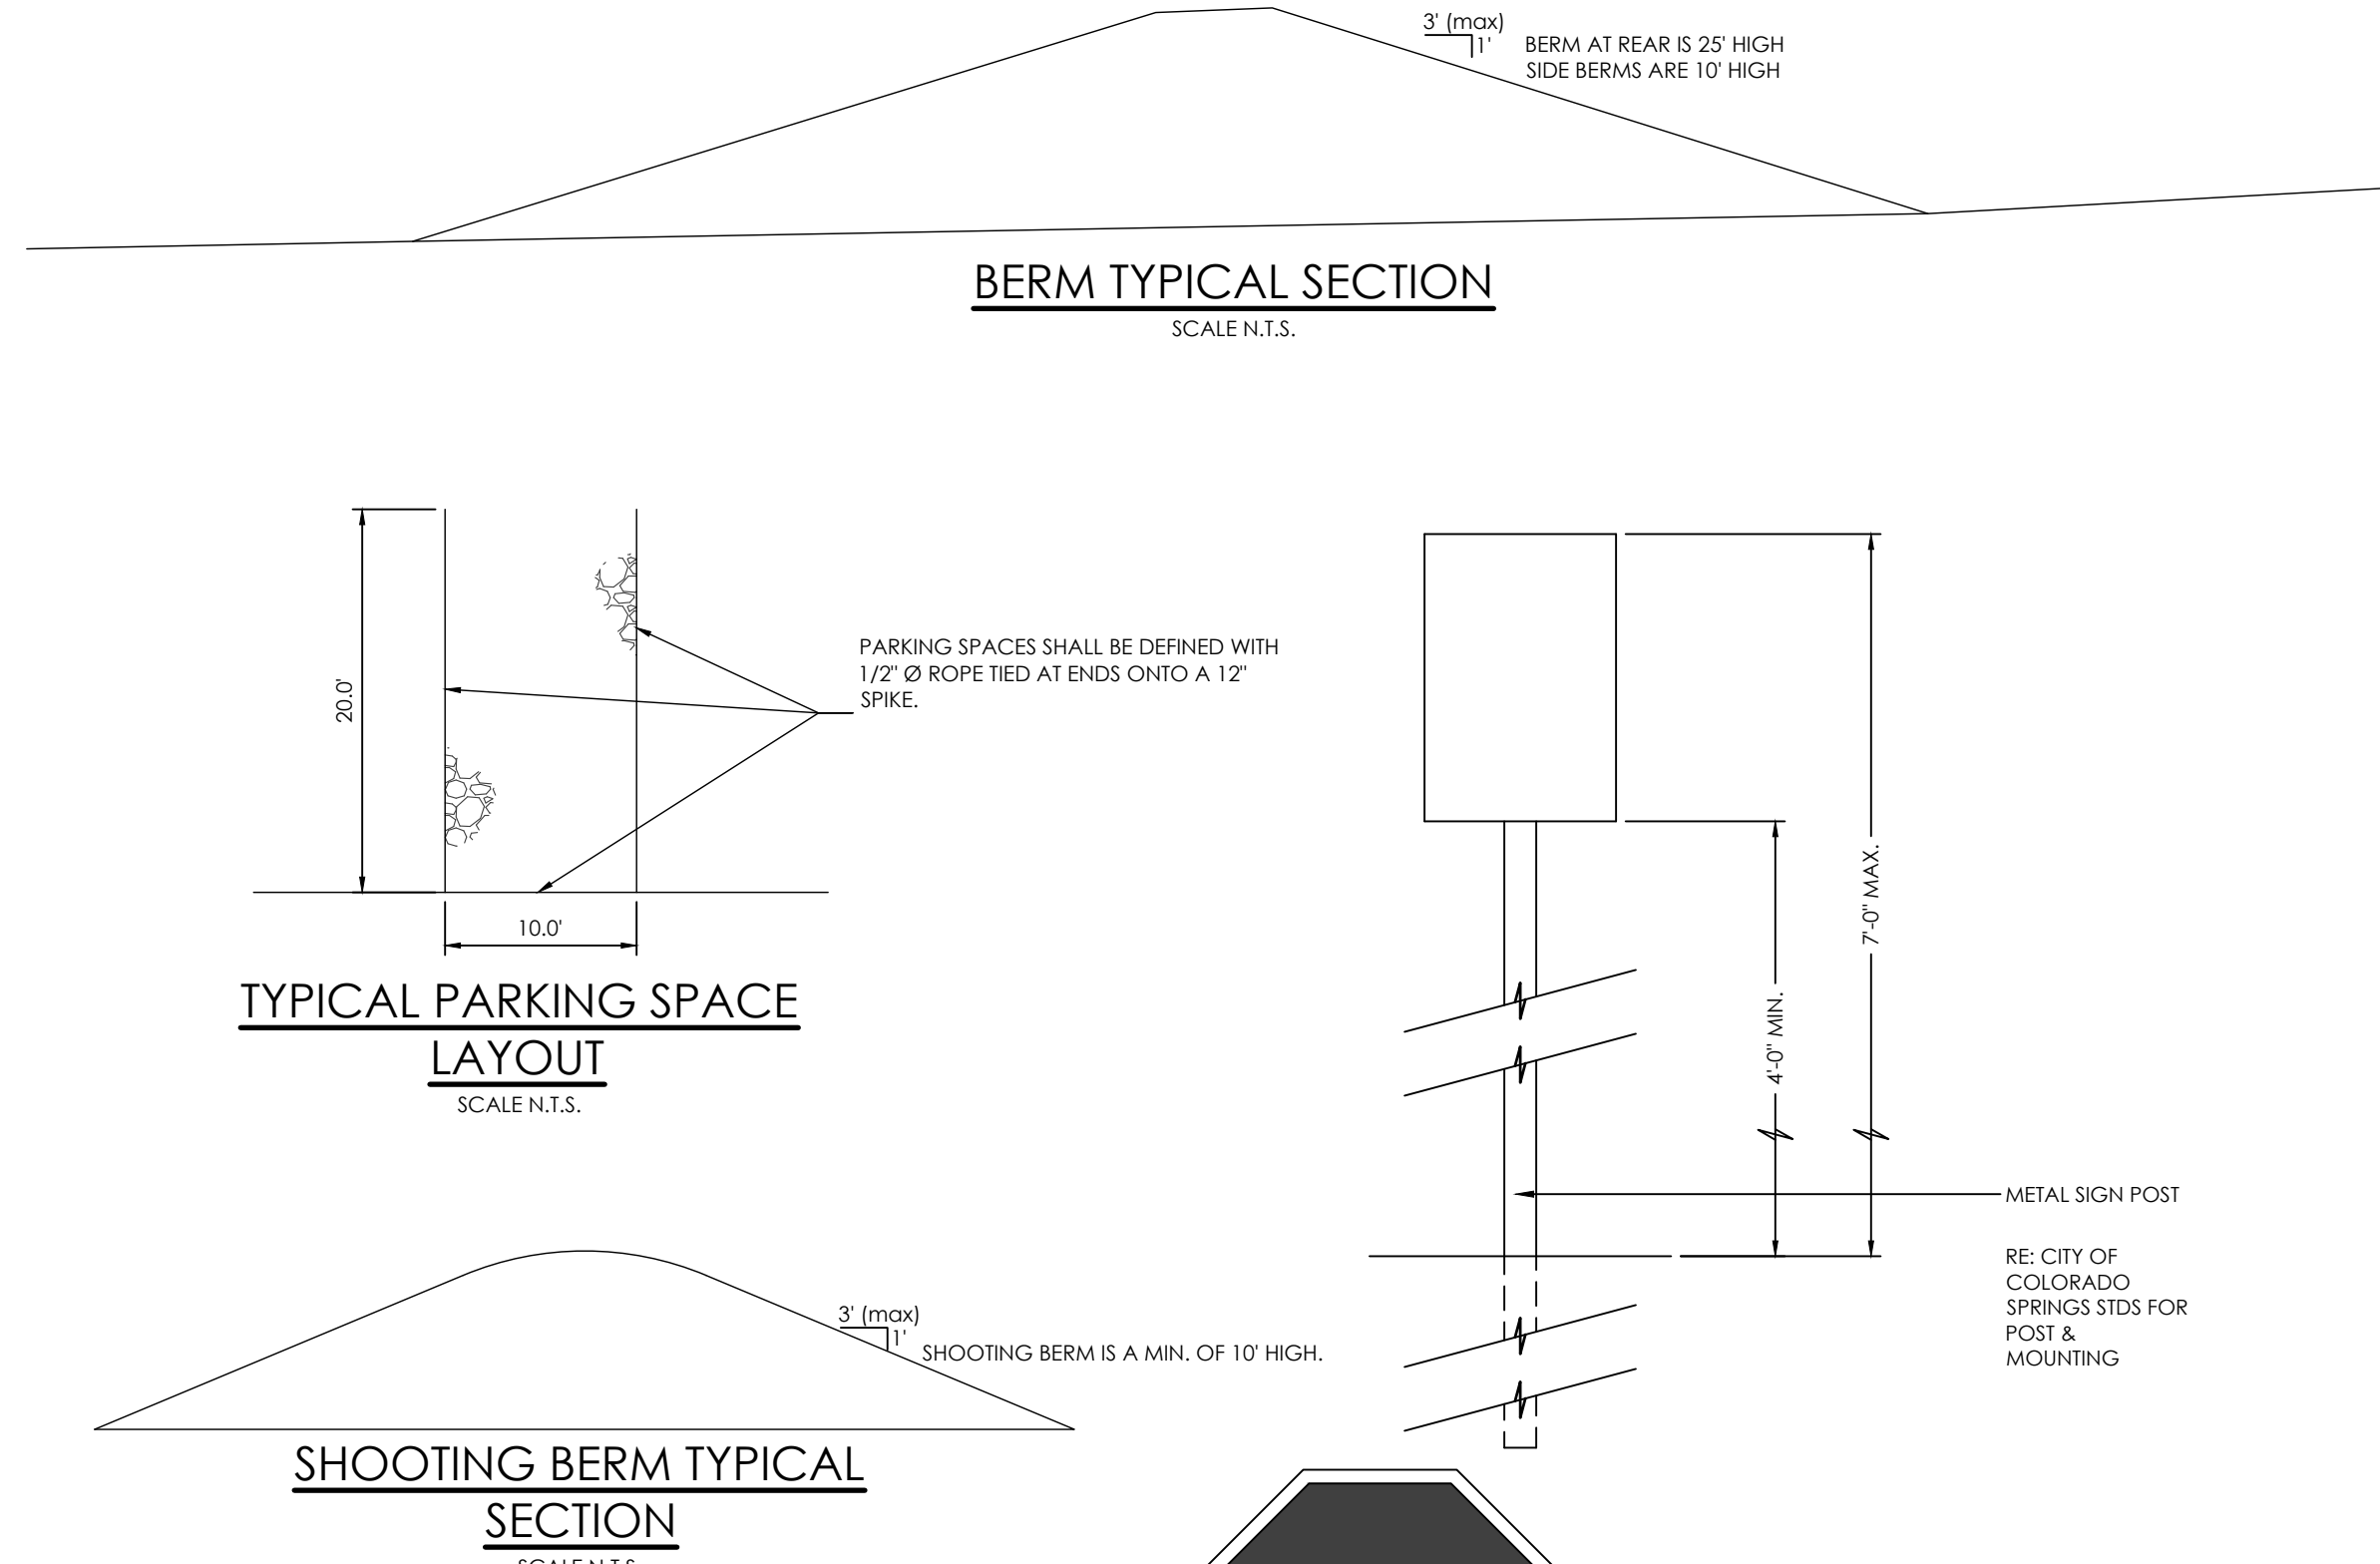 3' (max)
1'
BERM AT REAR IS 25' HIGH
SIDE BERMS ARE 10' HIGH
BERM TYPICAL SECTION
SCALE N.T.S.
20.0'
PARKING SPACES SHALL BE DEFINED WITH
1/2" Ø ROPE TIED AT ENDS ONTO A 12"
SPIKE.
10.0'
TYPICAL PARKING SPACE
LAYOUT
SCALE N.T.S.
7'-0" MAX.
4'-0" MIN.
METAL SIGN POST
RE: CITY OF
COLORADO
SPRINGS STDS FOR
POST &
MOUNTING
3' (max)
1'
SHOOTING BERM IS A MIN. OF 10' HIGH.
SHOOTING BERM TYPICAL
SECTION
SCALE N.T.S.